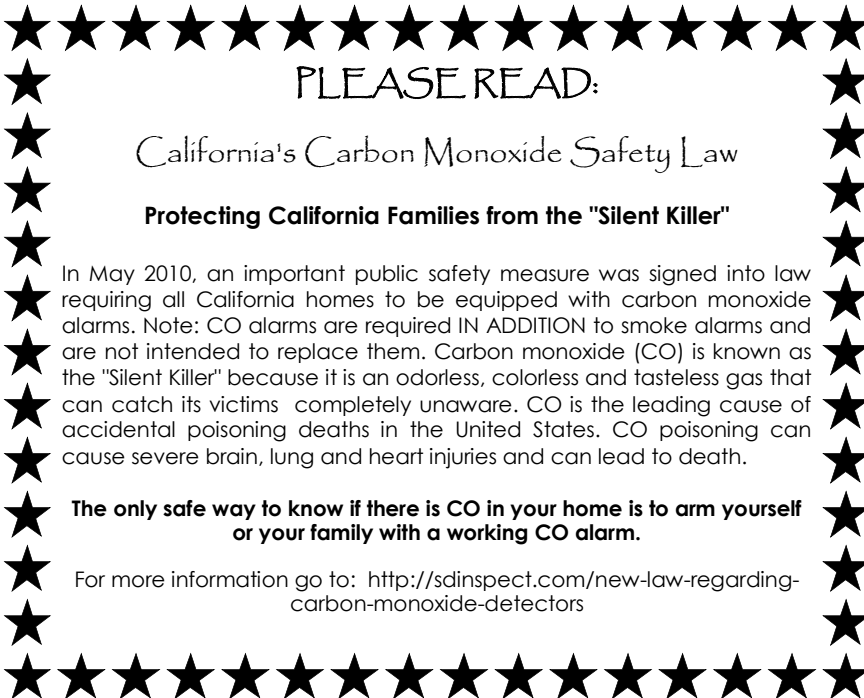 PLEASE READ:
California's Carbon Monoxide Safety Law
Protecting California Families from the "Silent Killer"
In May 2010, an important public safety measure was signed into law
requiring all California homes to be equipped with carbon monoxide
alarms. Note: CO alarms are required IN ADDITION to smoke alarms and
are not intended to replace them. Carbon monoxide (CO) is known as
the "Silent Killer" because it is an odorless, colorless and tasteless gas that
can catch its victims completely unaware. CO is the leading cause of
accidental poisoning deaths in the United States. CO poisoning can
cause severe brain, lung and heart injuries and can lead to death.
The only safe way to know if there is CO in your home is to arm yourself
or your family with a working CO alarm.
For more information go to: http://sdinspect.com/new-law-regarding-
carbon-monoxide-detectors